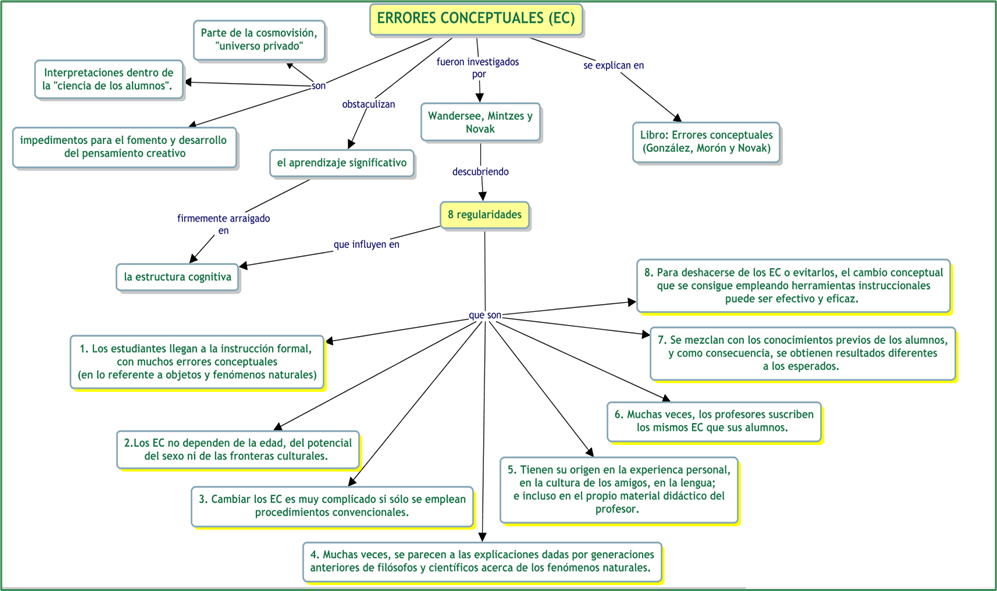 ERRORES CONCEPTUALES (EC)
Parte de la cosmovisión,
"universo privado"
Interpretaciones dentro de
la "ciencia de los alumnos".
son
impedimentos para el fomento y desarrollo
del pensamiento creativo
obstaculizan
el aprendizaje significativo
fueron investigados
por
Wandersee, Mintzes y
Novak
se explican en
Libro: Errores conceptuales
(González, Morón y Novak)
descubriendo
8 regularidades
firmemente arraigado
en
que influyen en
la estructura cognitiva
que son
1. Los estudiantes llegan a la instrucción formal,
con muchos errores conceptuales
(en lo referente a objetos y fenómenos naturales)
2.Los EC no dependen de la edad, del potencial
del sexo ni de las fronteras culturales.
3. Cambiar los EC es muy complicado si sólo se emplean
procedimientos convencionales.
4. Muchas veces, se parecen a las explicaciones dadas por generaciones
anteriores de filósofos y científicos acerca de los fenómenos naturales.
5. Tienen su origen en la experienca personal,
en la cultura de los amigos, en la lengua;
e incluso en el propio material didáctico del
profesor.
6. Muchas veces, los profesores suscriben
los mismos EC que sus alumnos.
7. Se mezclan con los conocimientos previos de los alumnos,
y como consecuencia, se obtienen resultados diferentes
a los esperados.
8. Para deshacerse de los EC o evitarlos, el cambio conceptual
que se consigue empleando herramientas instruccionales
puede ser efectivo y eficaz.